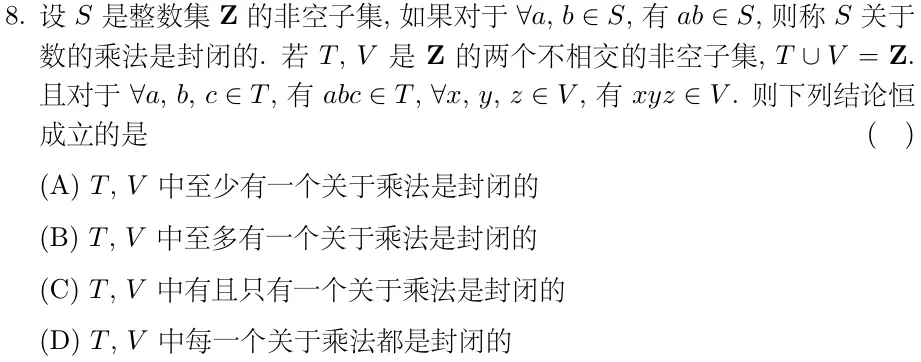 8. 设 S 是整数集 Z 的非空子集, 如果对于 ∀a, b ∈ S, 有 ab ∈ S, 则称 S 关于
数的乘法是封闭的. 若 T, V 是 Z 的两个不相交的非空子集, T ∪ V = Z.
且对于 ∀a, b, c ∈ T, 有 abc ∈ T, ∀x, y, z ∈ V, 有 xyz ∈ V. 则下列结论恒
成立的是 ( )
(A) T, V 中至少有一个关于乘法是封闭的
(B) T, V 中至多有一个关于乘法是封闭的
(C) T, V 中有且只有一个关于乘法是封闭的
(D) T, V 中每一个关于乘法都是封闭的